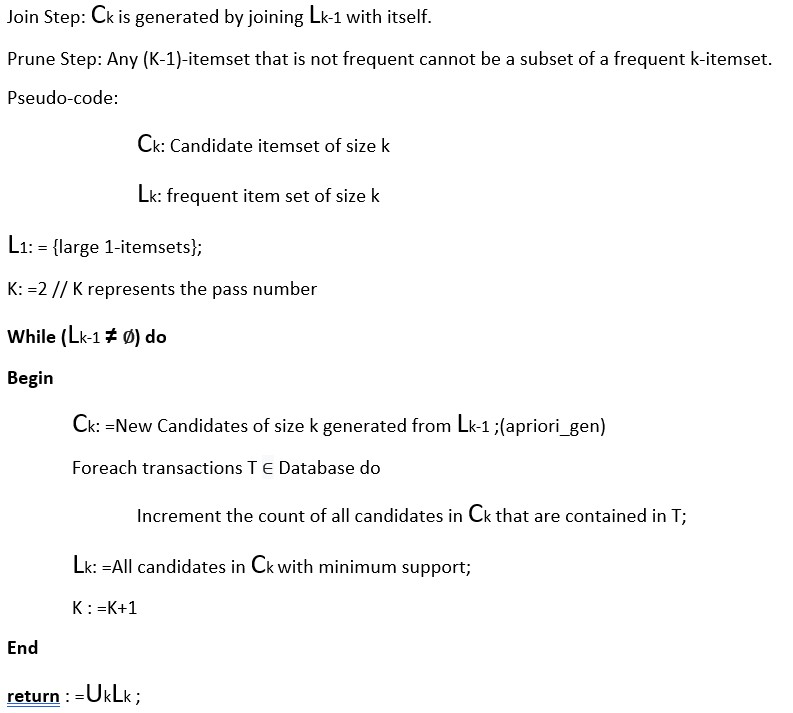 Join Step: Ck is generated by joining Lk-1 with itself.
Prune Step: Any (K-1)-itemset that is not frequent cannot be a subset of a frequent k-itemset.
Pseudo-code:
Ck: Candidate itemset of size k
Lk: frequent item set of size k
L1: = {large 1-itemsets};
K: =2 // K represents the pass number
While (Lk-1 ≠ ∅) do
Begin
Ck: =New Candidates of size k generated from Lk-1 ;(apriori_gen)
Foreach transactions T ∈ Database do
Increment the count of all candidates in Ck that are contained in T;
Lk: =All candidates in Ck with minimum support;
K : =K+1
End
return : =UkLk ;